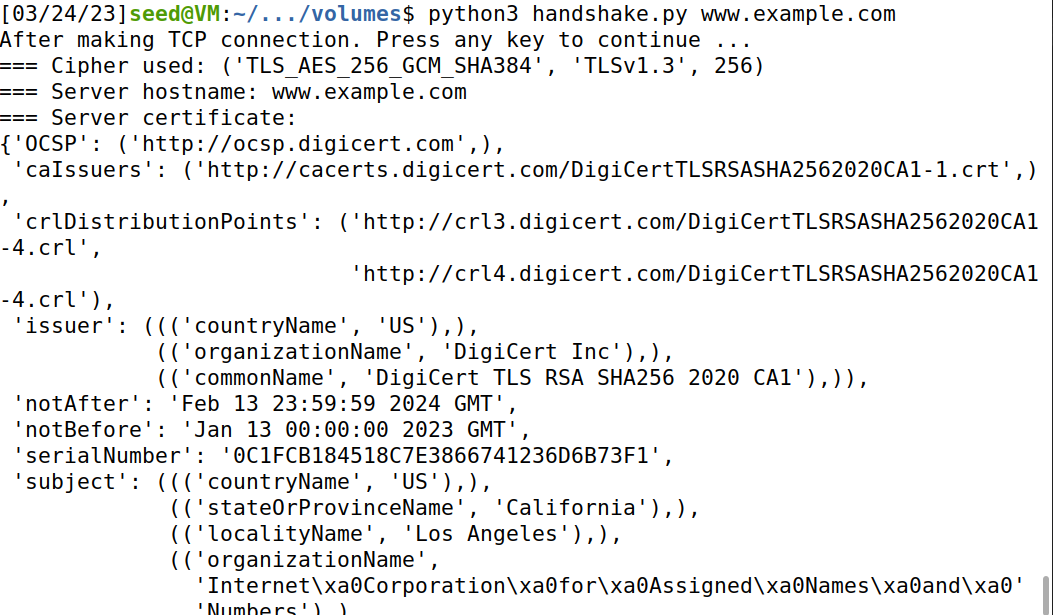 [03/24/23]seed@VM:~/.../volumes$ python3 handshake.py www.example.com
After making TCP connection. Press any key to continue ...
=== Cipher used: ('TLS_AES_256_GCM_SHA384', 'TLSv1.3', 256)
=== Server hostname: www.example.com
=== Server certificate:
{'OCSP': ('http://ocsp.digicert.com',),
 'caIssuers': ('http://cacerts.digicert.com/DigiCertTLSRSASHA2562020CA1-1.crt',)
,
 'crlDistributionPoints': ('http://crl3.digicert.com/DigiCertTLSRSASHA2562020CA1
-4.crl',
                           'http://crl4.digicert.com/DigiCertTLSRSASHA2562020CA1
-4.crl'),
 'issuer': ((('countryName', 'US'),),
            (('organizationName', 'DigiCert Inc'),),
            (('commonName', 'DigiCert TLS RSA SHA256 2020 CA1'),)),
 'notAfter': 'Feb 13 23:59:59 2024 GMT',
 'notBefore': 'Jan 13 00:00:00 2023 GMT',
 'serialNumber': '0C1FCB184518C7E3866741236D6B73F1',
 'subject': ((('countryName', 'US'),),
             (('stateOrProvinceName', 'California'),),
             (('localityName', 'Los Angeles'),),
             (('organizationName',
               'Internet\xa0Corporation\xa0for\xa0Assigned\xa0Names\xa0and\xa0'
               'Numbers'),),